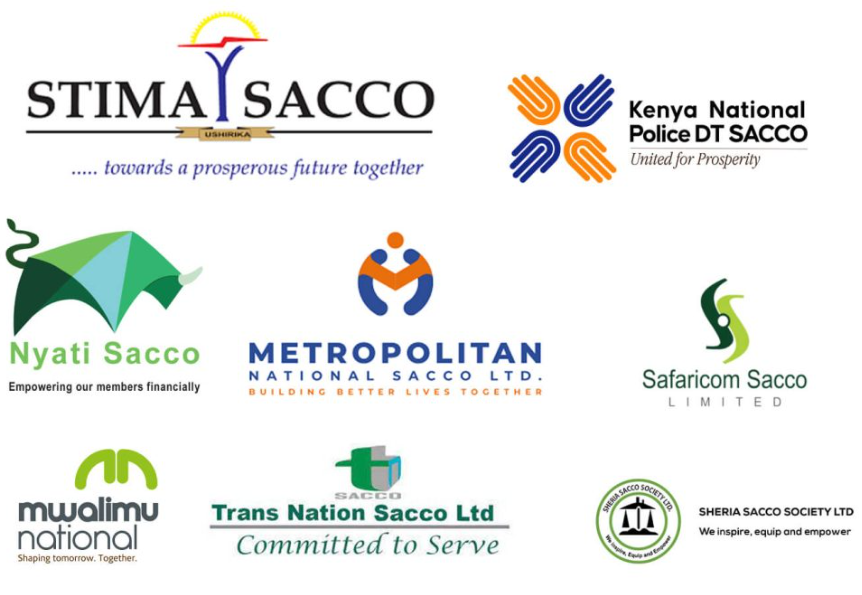 STIMA SACCO
USHIRIKA
..... towards a prosperous future together
Kenya National
Police DT SACCO
United for Prosperity
Nyati Sacco
Empowering our members financially
METROPOLITAN
NATIONAL SACCO LTD.
BUILDING BETTER LIVES TOGETHER
Safaricom Sacco
LIMITED
mwalimu
national
Shaping tomorrow. Together.
SACCO
Trans Nation Sacco Ltd
Committed to Serve
SHERIA SACCO SOCIETY LTD.
We Inspire, Equip and Empower
SHERIA SACCO SOCIETY LTD
We inspire, equip and empower